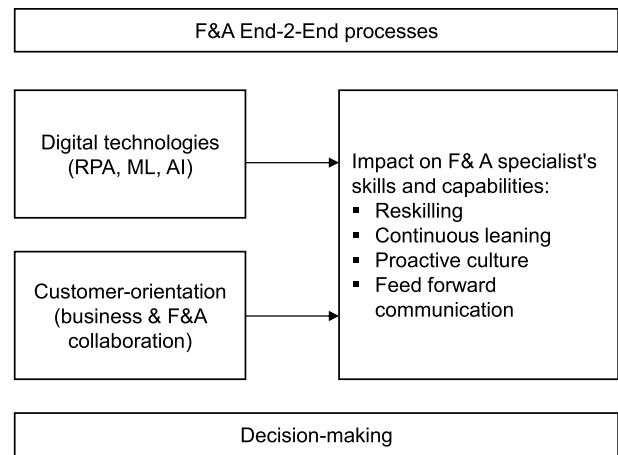 F&A End-2-End processes
Digital technologies
(RPA, ML, AI)
Customer-orientation
(business & F&A
collaboration)
Impact on F& A specialist's
skills and capabilities:
▪ Reskilling
▪ Continuous leaning
▪ Proactive culture
▪ Feed forward
communication
Decision-making